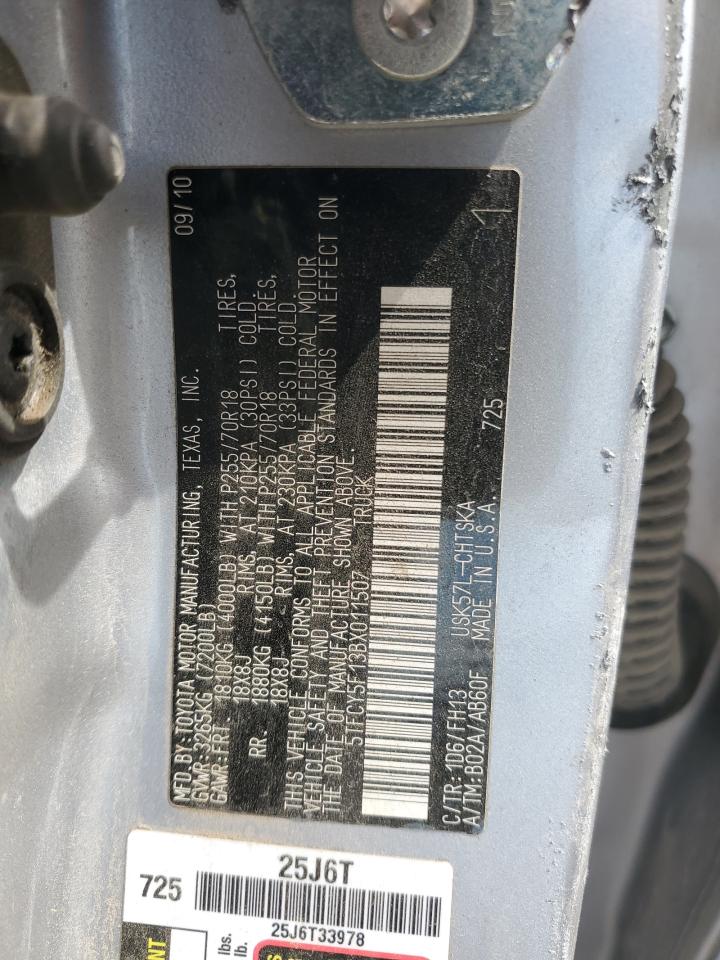 MFD.BY:TOYOTA MOTOR MANUFACTURING, TEXAS, INC. 09/10
GVWR:3265KG (7200LB)
GAWR:FRT. 1810KG (4000LB) WITH P255/70R18 TIRES,
18X8J RIMS, AT 210KPA (30PSI) COLD.
RR. 1880KG (4150LB) WITH P255/70R18 TIRES,
18X8J RIMS, AT 230KPA (33PSI) COLD.
THIS VEHICLE CONFORMS TO ALL APPLICABLE FEDERAL MOTOR
VEHICLE SAFETY AND THEFT PREVENTION STANDARDS IN EFFECT ON
THE DATE OF MANUFACTURE SHOWN ABOVE.
5TFCY5F13BX011507 TRUCK
C/TR:1D6/FH13 USK57L-CHTSKA 725
A/TM:B02A/AB60F MADE IN U.S.A.
725 25J6T
25J6T33978
lbs.
lb.